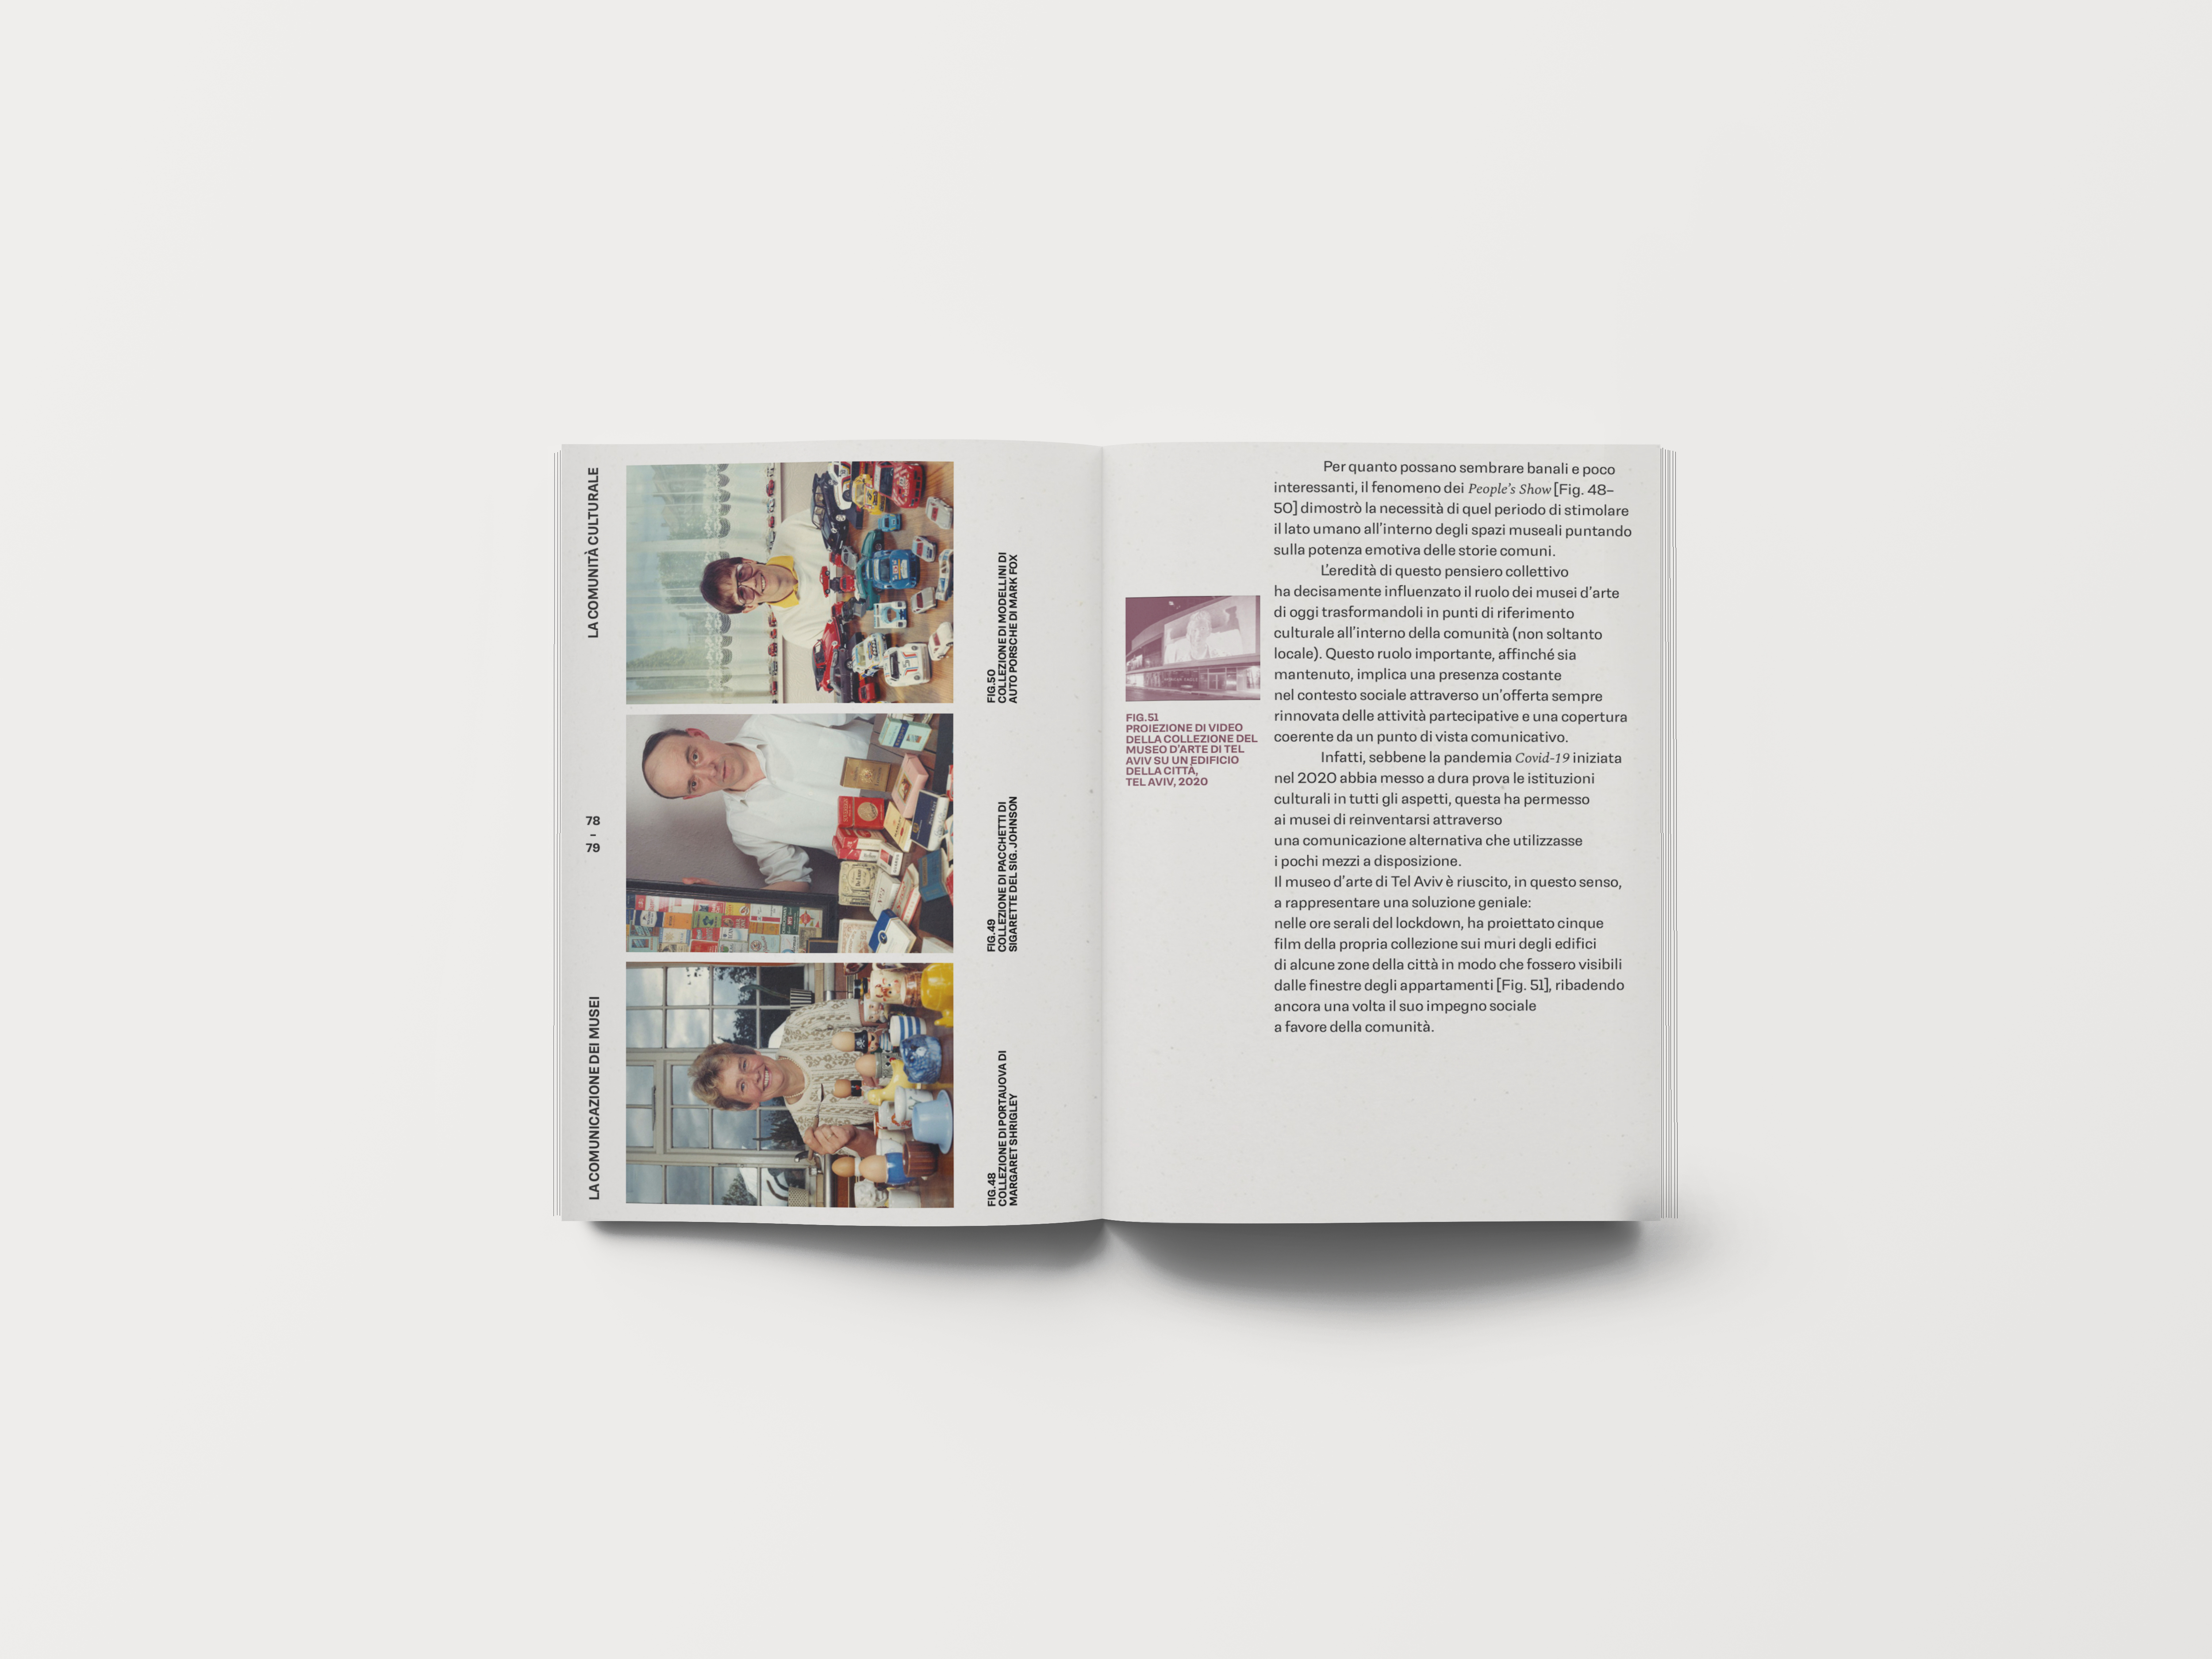 LA COMUNITÀ CULTURALE
78
–
79
LA COMUNICAZIONE DEI MUSEI
FIG.50
COLLEZIONE DI MODELLINI DI
AUTO PORSCHE DI MARK FOX
FIG.49
COLLEZIONE DI PACCHETTI DI
SIGARETTE DEL SIG. JOHNSON
FIG.48
COLLEZIONE DI PORTAUOVA DI
MARGARET SHRIGLEY
FIG.51
PROIEZIONE DI VIDEO
DELLA COLLEZIONE DEL
MUSEO D'ARTE DI TEL
AVIV SU UN EDIFICIO
DELLA CITTÀ,
TEL AVIV, 2020
Per quanto possano sembrare banali e poco
interessanti, il fenomeno dei People's Show [Fig. 48–
50] dimostrò la necessità di quel periodo di stimolare
il lato umano all'interno degli spazi museali puntando
sulla potenza emotiva delle storie comuni.
L'eredità di questo pensiero collettivo
ha decisamente influenzato il ruolo dei musei d'arte
di oggi trasformandoli in punti di riferimento
culturale all'interno della comunità (non soltanto
locale). Questo ruolo importante, affinché sia
mantenuto, implica una presenza costante
nel contesto sociale attraverso un'offerta sempre
rinnovata delle attività partecipative e una copertura
coerente da un punto di vista comunicativo.
Infatti, sebbene la pandemia Covid-19 iniziata
nel 2020 abbia messo a dura prova le istituzioni
culturali in tutti gli aspetti, questa ha permesso
ai musei di reinventarsi attraverso
una comunicazione alternativa che utilizzasse
i pochi mezzi a disposizione.
Il museo d'arte di Tel Aviv è riuscito, in questo senso,
a rappresentare una soluzione geniale:
nelle ore serali del lockdown, ha proiettato cinque
film della propria collezione sui muri degli edifici
di alcune zone della città in modo che fossero visibili
dalle finestre degli appartamenti [Fig. 51], ribadendo
ancora una volta il suo impegno sociale
a favore della comunità.